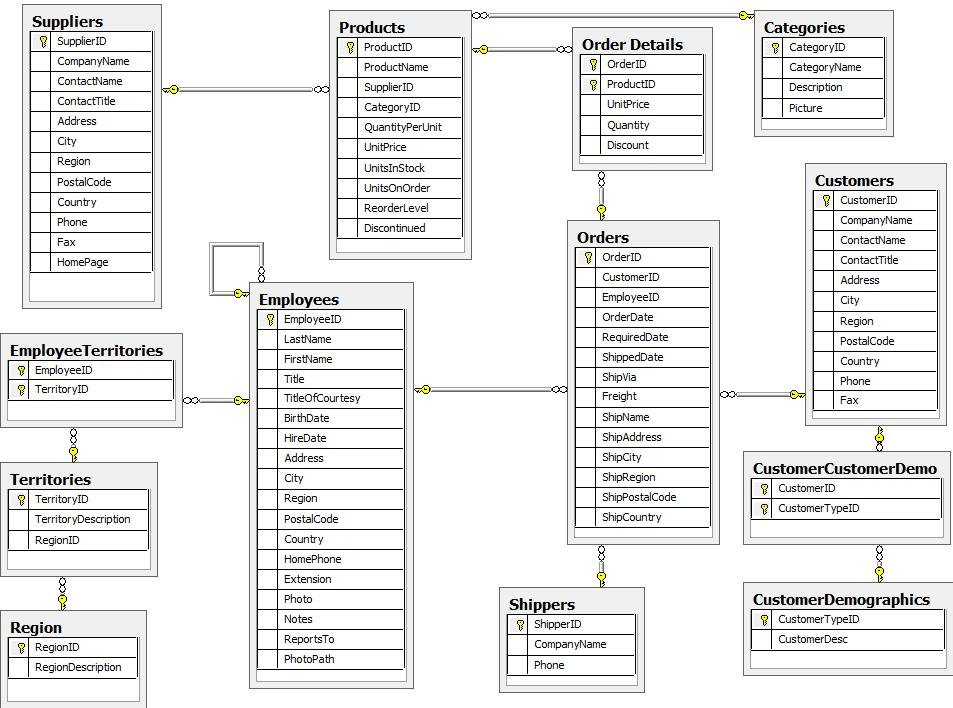 Suppliers
SupplierID
CompanyName
ContactName
ContactTitle
Address
City
Region
PostalCode
Country
Phone
Fax
HomePage
Products
ProductID
ProductName
SupplierID
CategoryID
QuantityPerUnit
UnitPrice
UnitsInStock
UnitsOnOrder
ReorderLevel
Discontinued
Order Details
OrderID
ProductID
UnitPrice
Quantity
Discount
Categories
CategoryID
CategoryName
Description
Picture
Customers
CustomerID
CompanyName
ContactName
ContactTitle
Address
City
Region
PostalCode
Country
Phone
Fax
Orders
OrderID
CustomerID
EmployeeID
OrderDate
RequiredDate
ShippedDate
ShipVia
Freight
ShipName
ShipAddress
ShipCity
ShipRegion
ShipPostalCode
ShipCountry
Employees
EmployeeID
LastName
FirstName
Title
TitleOfCourtesy
BirthDate
HireDate
Address
City
Region
PostalCode
Country
HomePhone
Extension
Photo
Notes
ReportsTo
PhotoPath
EmployeeTerritories
EmployeeID
TerritoryID
Territories
TerritoryID
TerritoryDescription
RegionID
Region
RegionID
RegionDescription
Shippers
ShipperID
CompanyName
Phone
CustomerCustomerDemo
CustomerID
CustomerTypeID
CustomerDemographics
CustomerTypeID
CustomerDesc